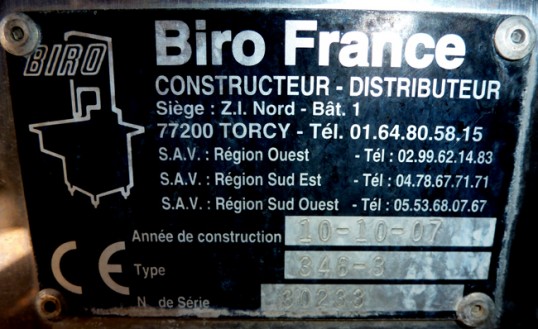 BIRO
Biro France
CONSTRUCTEUR - DISTRIBUTEUR
Siège : Z.I. Nord - Bât. 1
77200 TORCY - Tél. 01.64.80.58.15
S.A.V. : Région Ouest - Tél : 02.99.62.14.83
S.A.V. : Région Sud Est - Tél : 04.78.67.71.71
S.A.V. : Région Sud Ouest - Tél : 05.53.68.07.67
Année de construction 10-10-07
CE
Type
N. de Série